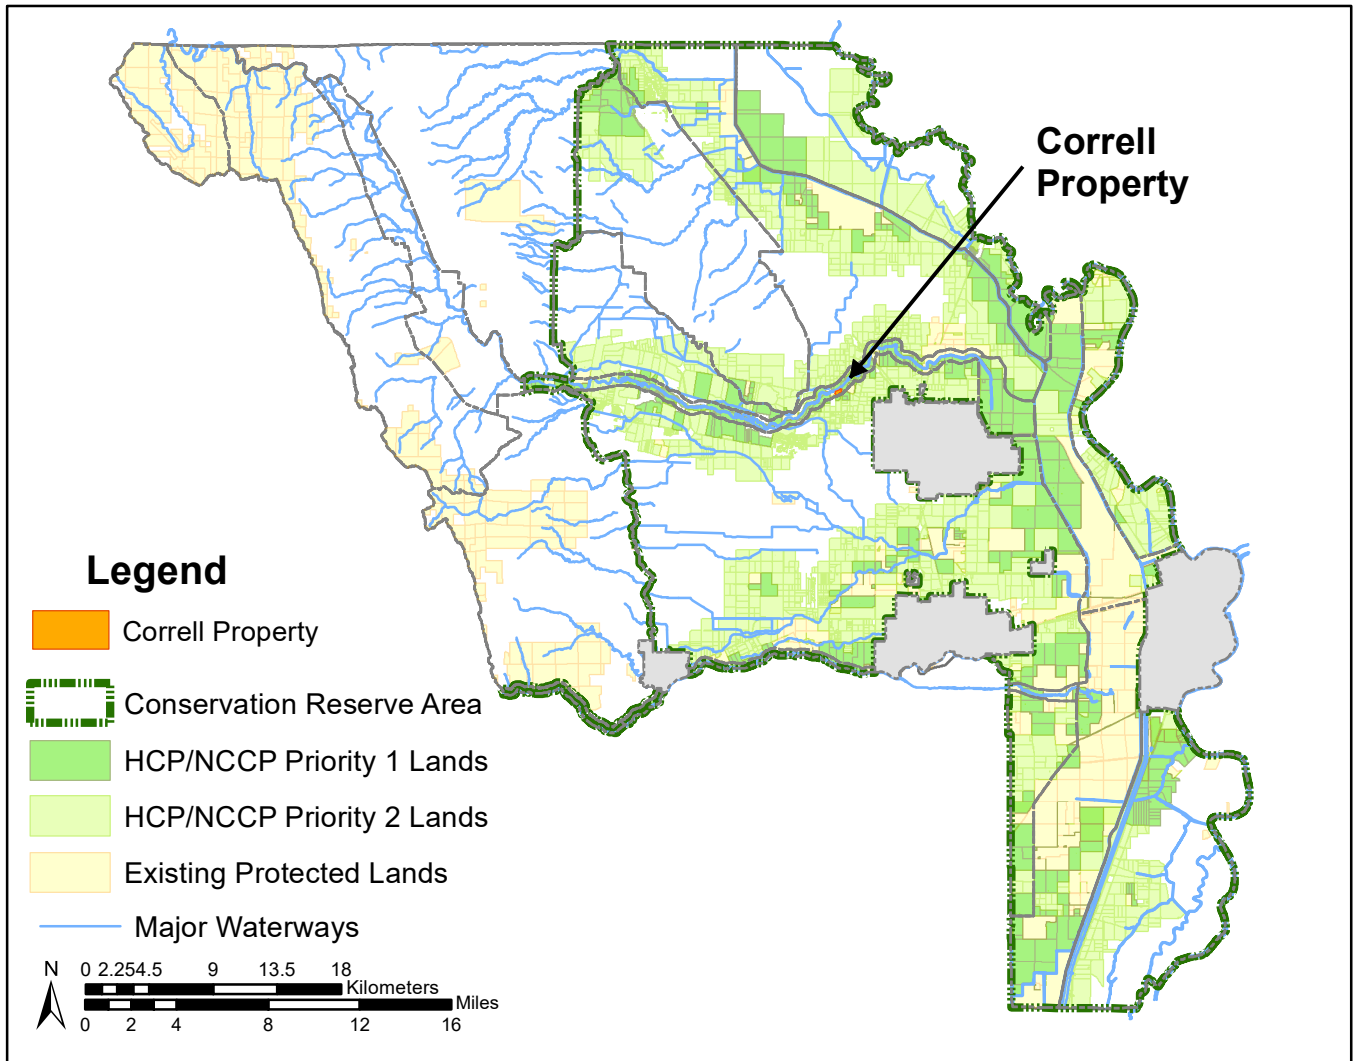 Correll
Property
Legend
Correll Property
Conservation Reserve Area
HCP/NCCP Priority 1 Lands
HCP/NCCP Priority 2 Lands
Existing Protected Lands
Major Waterways
N
0 2.254.5 9 13.5 18
Kilometers
Miles
0 2 4 8 12 16